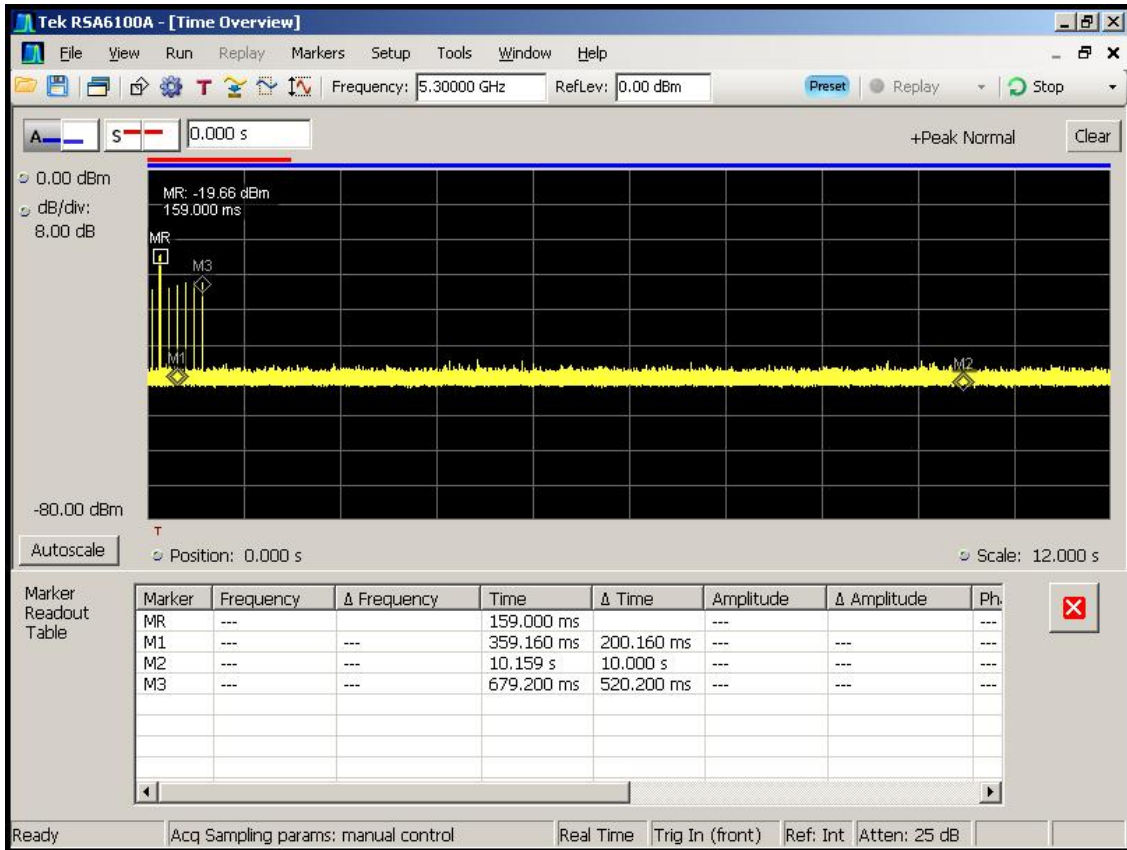 Tek RSA6100A - [Time Overview]
File View Run Replay Markers Setup Tools Window Help
Frequency: 5.30000 GHz RefLev: 0.00 dBm Preset Replay Stop
A S 0.000 s +Peak Normal Clear
0.00 dBm
dB/div:
8.00 dB
MR: -19.66 dBm
159.000 ms
MR
M3
M1
M2
-80.00 dBm
T
Autoscale Position: 0.000 s Scale: 12.000 s
Marker
Readout
Table
Marker Frequency Δ Frequency Time Δ Time Amplitude Δ Amplitude Ph
MR --- 159.000 ms --- ---
M1 --- --- 359.160 ms 200.160 ms --- --- ---
M2 --- --- 10.159 s 10.000 s --- --- ---
M3 --- --- 679.200 ms 520.200 ms --- --- ---
Ready Acq Sampling params: manual control Real Time Trig In (front) Ref: Int Atten: 25 dB